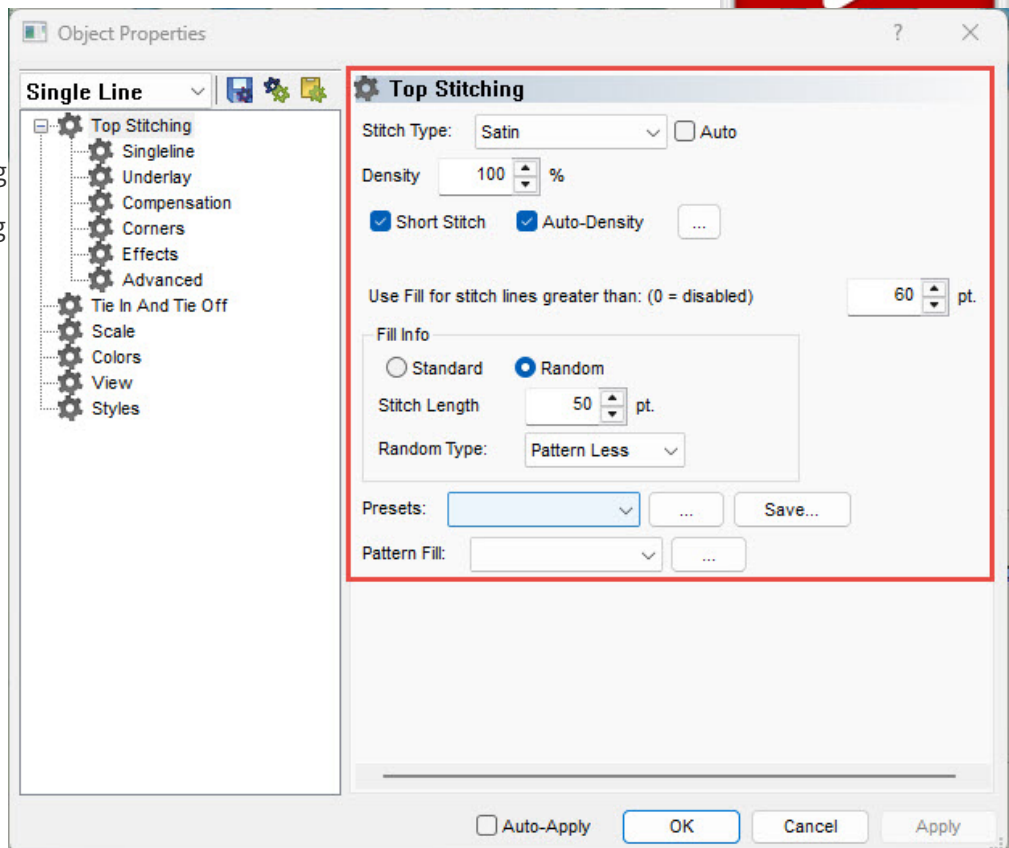 Object Properties
?
Single Line
Top Stitching
Singleline
Underlay
Compensation
Corners
Effects
Advanced
Tie In And Tie Off
Scale
Colors
View
Styles
Top Stitching
Stitch Type: Satin Auto
Density 100 %
Short Stitch Auto-Density ...
Use Fill for stitch lines greater than: (0 = disabled) 60 pt.
Fill Info
Standard Random
Stitch Length 50 pt.
Random Type: Pattern Less
Presets: ... Save...
Pattern Fill: ...
Auto-Apply OK Cancel Apply